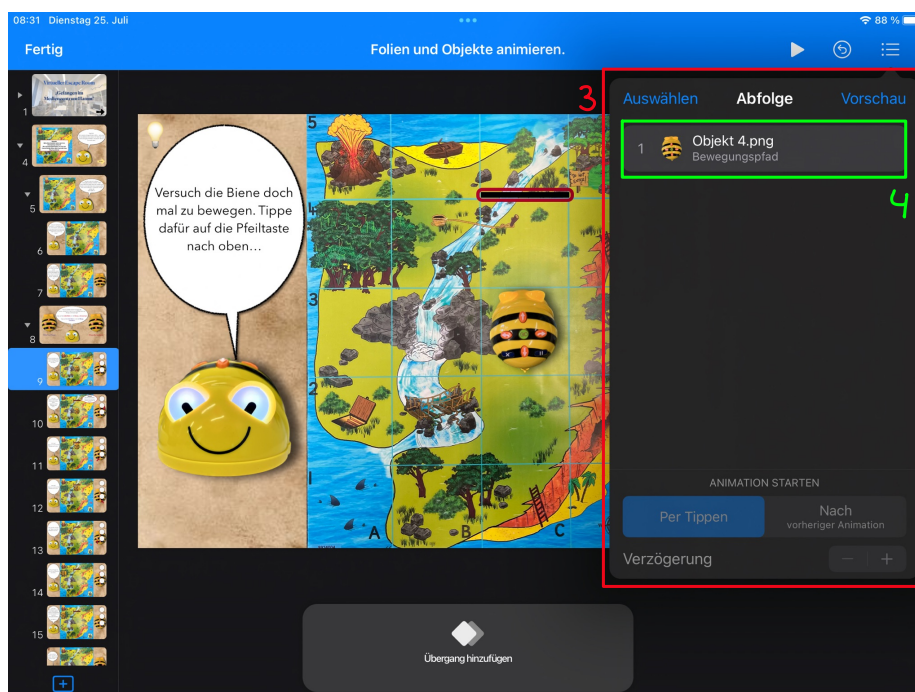 08:31 Dienstag 25. Juli
88 %
Fertig
Folien und Objekte animieren.
Virtueller Escape Room
1
4
5
6
7
8
9
10
11
12
13
14
15
Versuch die Biene doch
mal zu bewegen. Tippe
dafür auf die Pfeiltaste
nach oben…
5
4
3
2
1
A
B
C
3
Auswählen
Abfolge
Vorschau
1
Objekt 4.png
Bewegungspfad
4
ANIMATION STARTEN
Per Tippen
Nach
vorheriger Animation
Verzögerung
Übergang hinzufügen